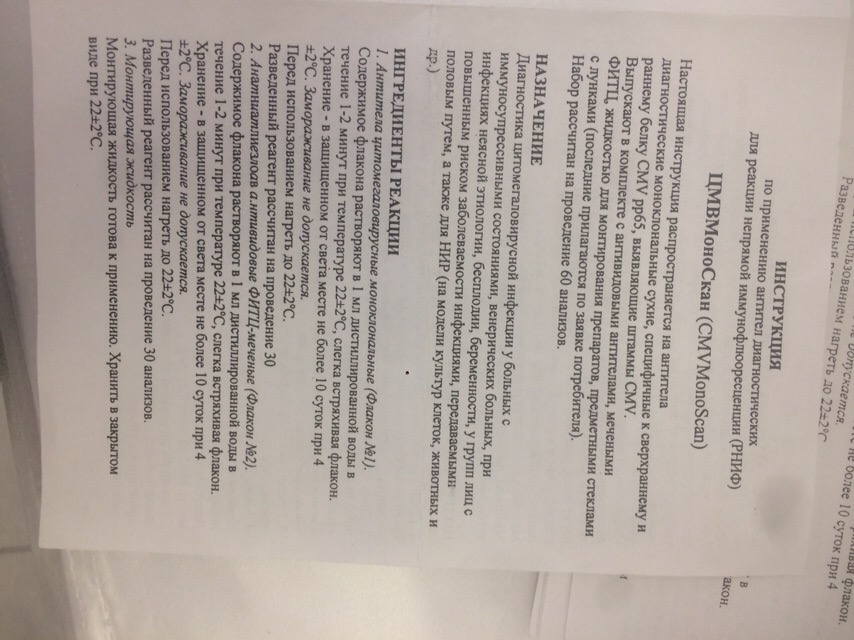 ИНСТРУКЦИЯ
по применению антител диагностических
для реакции непрямой иммунофлюоресценции (РНИФ)
ЦМВМоноСкан (CMVMonoScan)
Настоящая инструкция распространяется на антитела
диагностические моноклональные сухие, специфичные к сверхраннему и
раннему белку CMV pp65, выявляющие штаммы CMV.
Выпускают в комплекте с антивидовыми антителами, мечеными
ФИТЦ, жидкостью для монтирования препаратов, предметными стеклами
с лунками (последние прилагаются по заявке потребителя).
Набор рассчитан на проведение 60 анализов.
НАЗНАЧЕНИЕ
Диагностика цитомегаловирусной инфекции у больных с
иммуносупрессивными состояниями, венерических больных, при
инфекциях неясной этиологии, бесплодии, беременности, у групп лиц с
повышенным риском заболеваемости инфекциями, передаваемыми
половым путем, а также для НИР (на модели культур клеток, животных и
др.)
ИНГРЕДИЕНТЫ РЕАКЦИИ
1. Антитела цитомегаловирусные моноклональные (Флакон №1).
Содержимое флакона растворяют в 1 мл дистиллированной воды в
течение 1-2 минут при температуре 22±2°С, слегка встряхивая флакон.
Хранение - в защищенном от света месте не более 10 суток при 4
±2°С. Замораживание не допускается.
Перед использованием нагреть до 22±2°С.
Разведенный реагент рассчитан на проведение 30
2. Анатиатлиезлогав а.нтивидовые ФИТЦ-меченые (Флакон №2).
Содержимое флакона растворяют в 1 мл дистиллированной воды в
течение 1-2 минут при температуре 22±2°С, слегка встряхивая флакон.
Хранение - в защищенном от света месте не более 10 суток при 4
±2°С. Замораживание не допускается.
Перед использованием нагреть до 22±2°С.
Разведенный реагент рассчитан на проведение 30 анализов.
3. Монтирующая жидкость
Монтирующая жидкость готова к применению. Хранить в закрытом
виде при 22±2°С.
флакон.
не более 10 суток при 4
не допускается.
использованием нагреть до 22±2°С
Разведенный
в
акон.